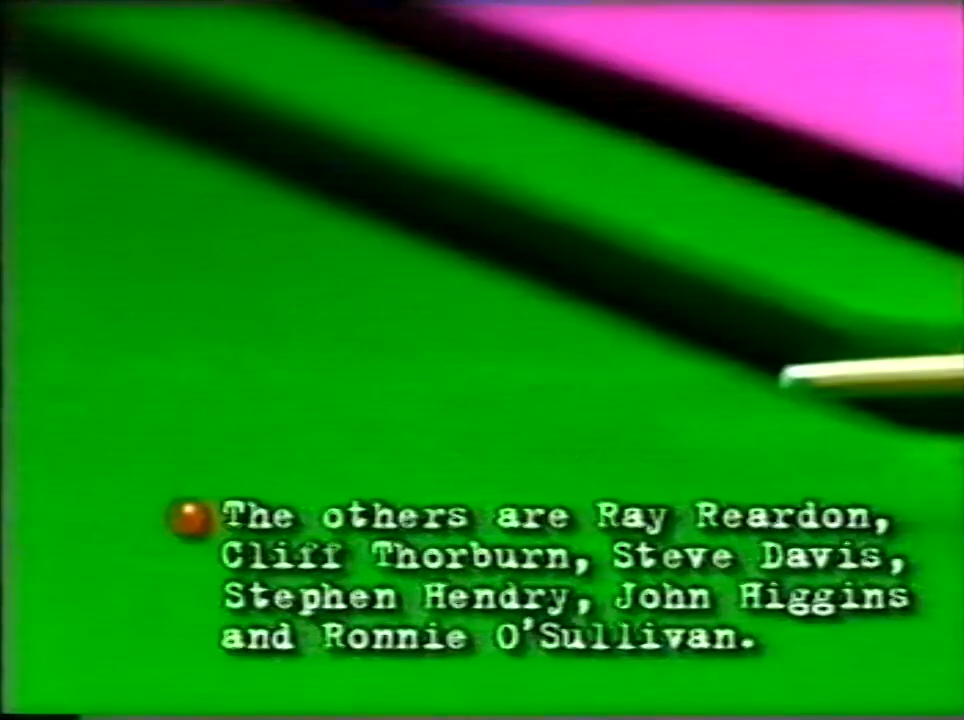 The others are Ray Reardon,
Cliff Thorburn, Steve Davis,
Stephen Hendry, John Higgins
and Ronnie O'Sullivan.